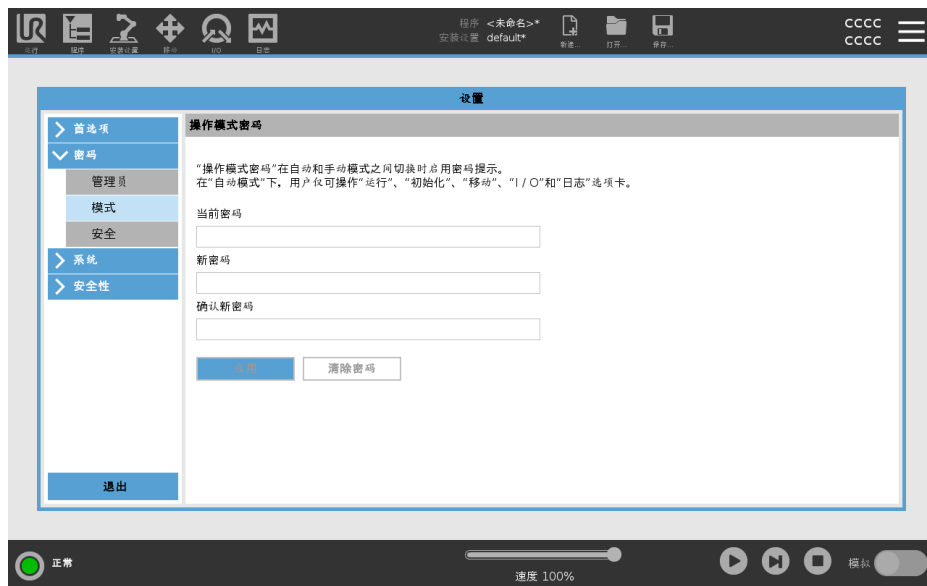 程序 <未命名>*
安装设置 default*
运行
程序
安装设置
移动
I/O
日志
新建...
打开...
保存...
cccc
cccc
设置
首选项
密码
管理员
模式
安全
系统
安全性
退出
操作模式密码
“操作模式密码”在自动和手动模式之间切换时启用密码提示。
在“自动模式”下，用户仅可操作“运行”、“初始化”、“移动”、“I / O”和“日志”选项卡。
当前密码
新密码
确认新密码
应用
清除密码
正常
速度 100%
模拟